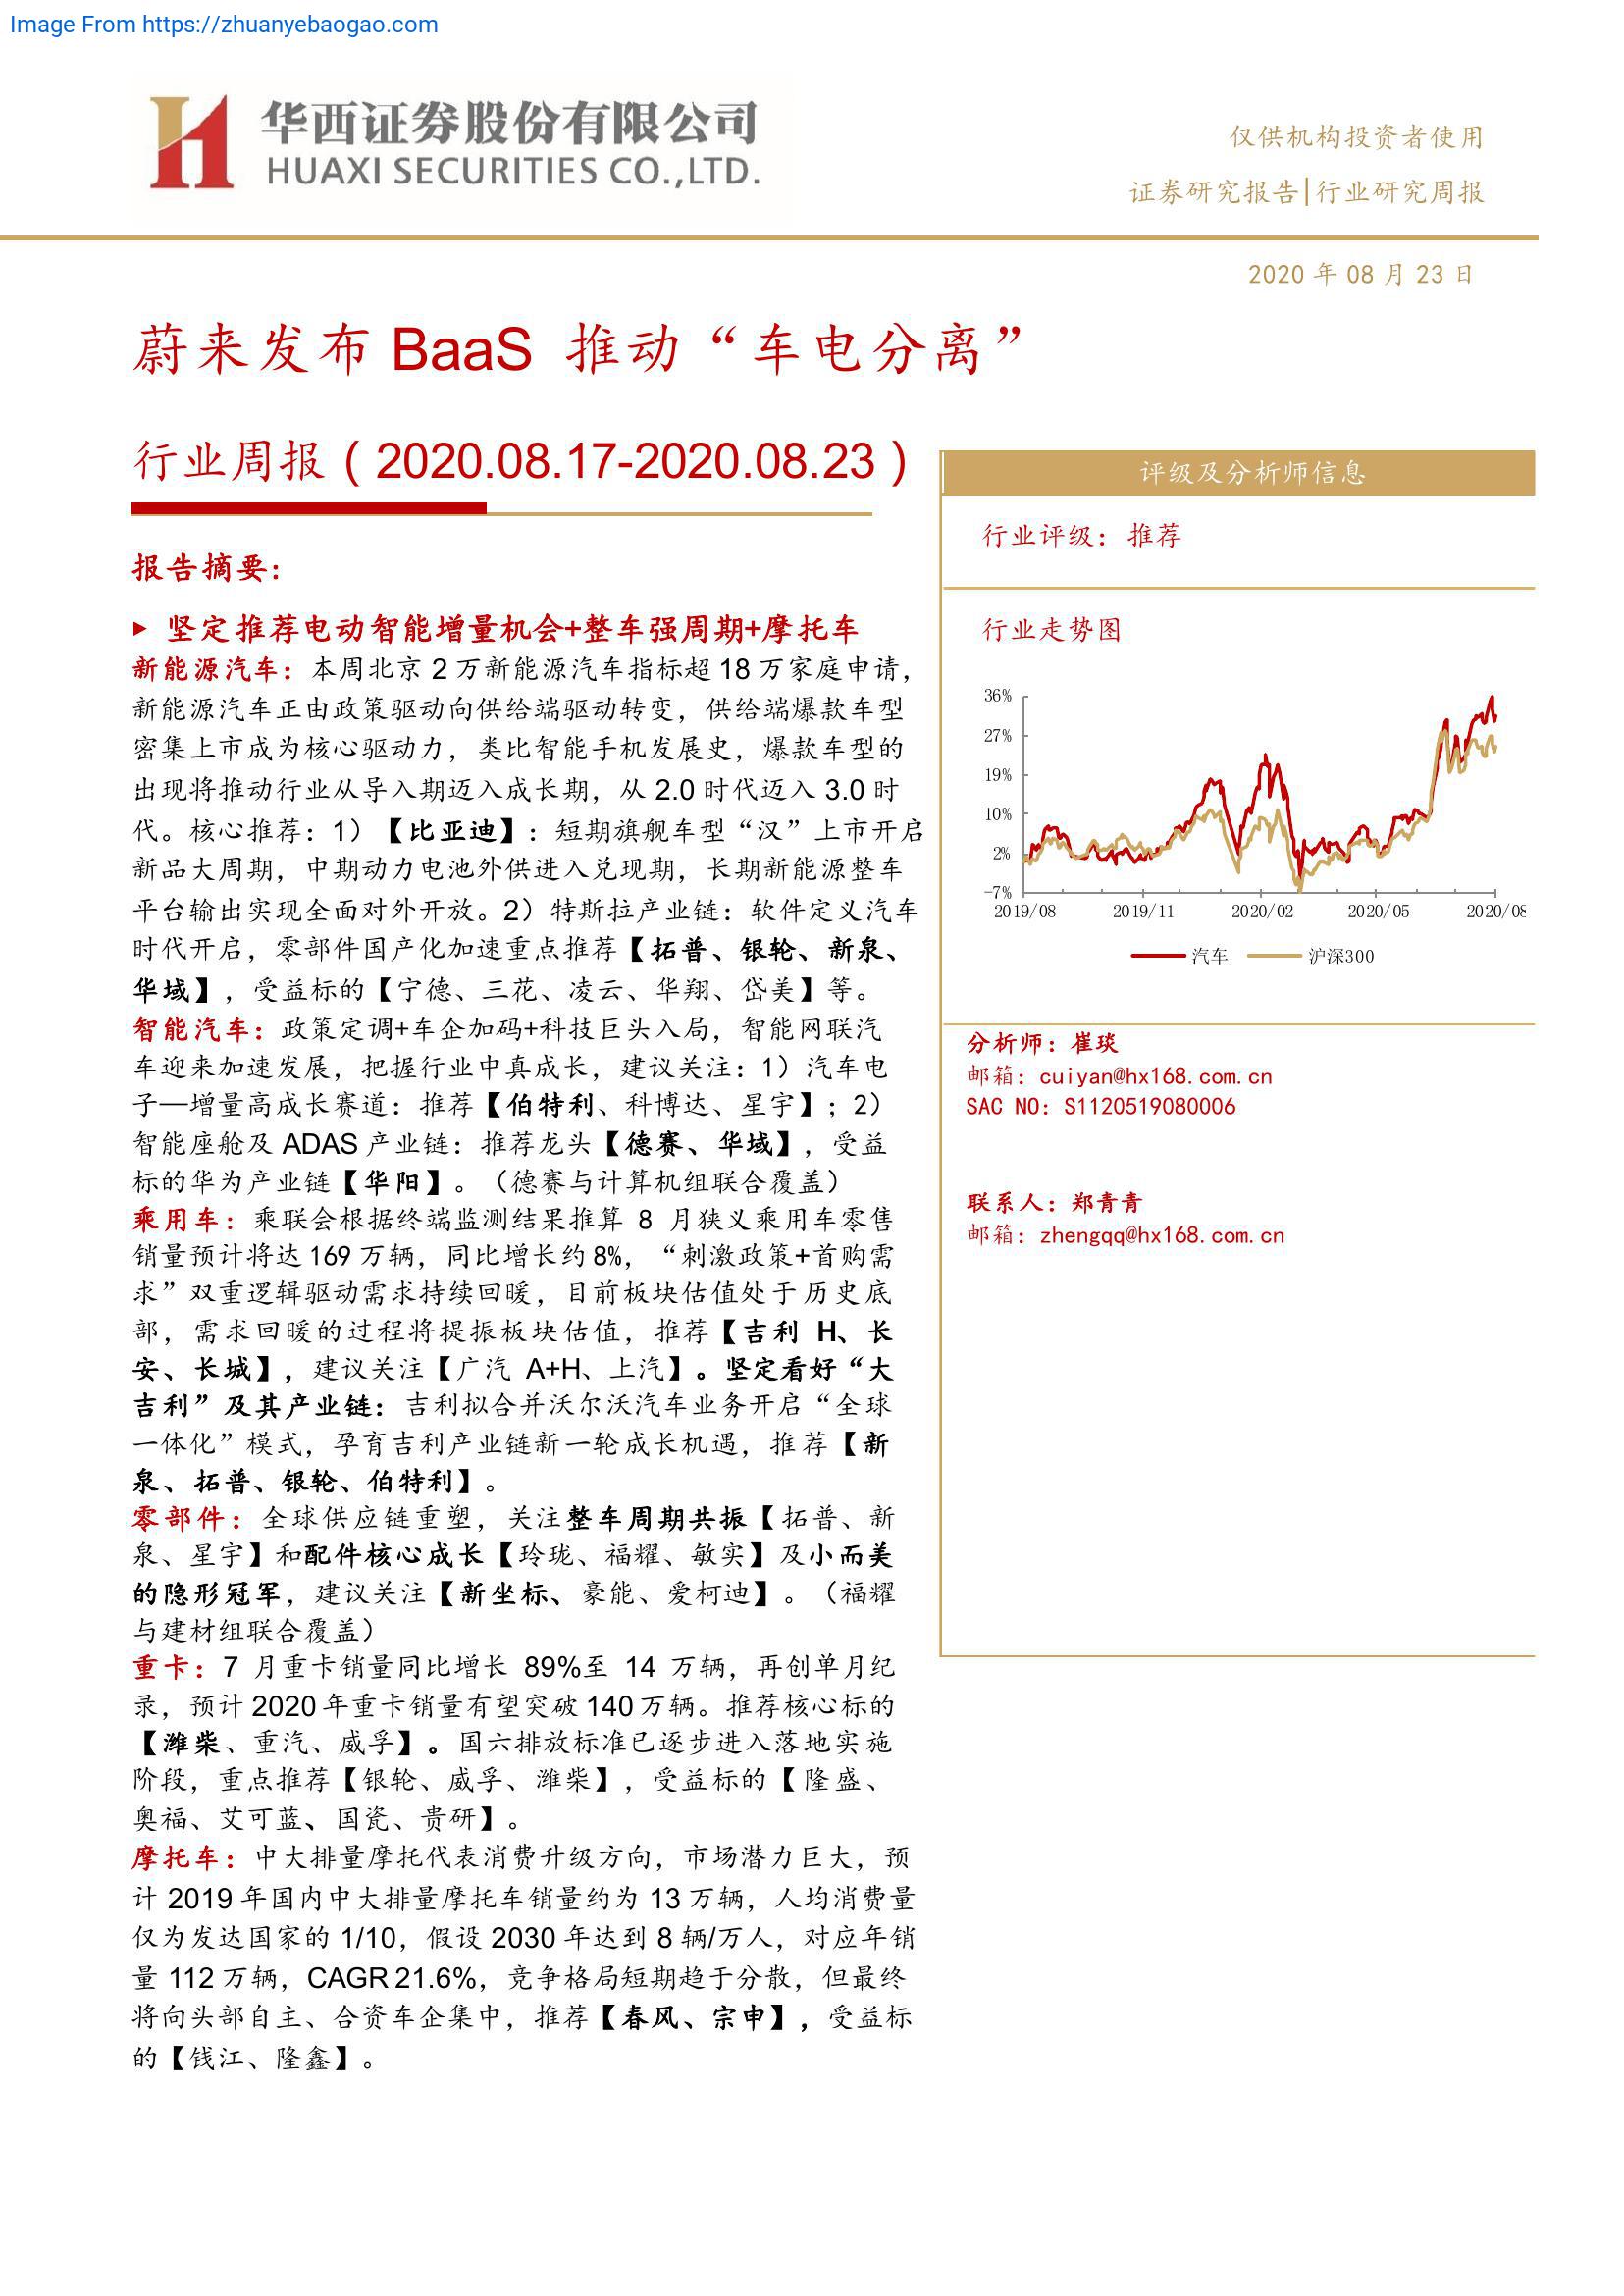 Image From https://zhuanyebaogao.com
华西证券股份有限公司
HUAXI SECURITIES CO.,LTD.
仅供机构投资者使用
证券研究报告|行业研究周报
2020 年 08 月 23 日
蔚来发布 BaaS 推动“车电分离”
行业周报（2020.08.17-2020.08.23）
报告摘要：
► 坚定推荐电动智能增量机会+整车强周期+摩托车
新能源汽车：本周北京 2 万新能源汽车指标超 18 万家庭申请，
新能源汽车正由政策驱动向供给端驱动转变，供给端爆款车型
密集上市成为核心驱动力，类比智能手机发展史，爆款车型的
出现将推动行业从导入期迈入成长期，从 2.0 时代迈入 3.0 时
代。核心推荐：1）【比亚迪】：短期旗舰车型“汉”上市开启
新品大周期，中期动力电池外供进入兑现期，长期新能源整车
平台输出实现全面对外开放。2）特斯拉产业链：软件定义汽车
时代开启，零部件国产化加速重点推荐【拓普、银轮、新泉、
华域】，受益标的【宁德、三花、凌云、华翔、岱美】等。
智能汽车：政策定调+车企加码+科技巨头入局，智能网联汽
车迎来加速发展，把握行业中真成长，建议关注：1）汽车电
子—增量高成长赛道：推荐【伯特利、科博达、星宇】；2）
智能座舱及 ADAS 产业链：推荐龙头【德赛、华域】，受益
标的华为产业链【华阳】。（德赛与计算机组联合覆盖）
乘用车：乘联会根据终端监测结果推算 8 月狭义乘用车零售
销量预计将达 169 万辆，同比增长约 8%，“刺激政策+首购需
求”双重逻辑驱动需求持续回暖，目前板块估值处于历史底
部，需求回暖的过程将提振板块估值，推荐【吉利 H、长
安、长城】，建议关注【广汽 A+H、上汽】。坚定看好“大
吉利”及其产业链：吉利拟合并沃尔沃汽车业务开启“全球
一体化”模式，孕育吉利产业链新一轮成长机遇，推荐【新
泉、拓普、银轮、伯特利】。
零部件：全球供应链重塑，关注整车周期共振【拓普、新
泉、星宇】和配件核心成长【玲珑、福耀、敏实】及小而美
的隐形冠军，建议关注【新坐标、豪能、爱柯迪】。（福耀
与建材组联合覆盖）
重卡：7 月重卡销量同比增长 89%至 14 万辆，再创单月纪
录，预计 2020 年重卡销量有望突破 140 万辆。推荐核心标的
【潍柴、重汽、威孚】。国六排放标准已逐步进入落地实施
阶段，重点推荐【银轮、威孚、潍柴】，受益标的【隆盛、
奥福、艾可蓝、国瓷、贵研】。
摩托车：中大排量摩托代表消费升级方向，市场潜力巨大，预
计 2019 年国内中大排量摩托车销量约为 13 万辆，人均消费量
仅为发达国家的 1/10，假设 2030 年达到 8 辆/万人，对应年销
量 112 万辆，CAGR 21.6%，竞争格局短期趋于分散，但最终
将向头部自主、合资车企集中，推荐【春风、宗申】，受益标
的【钱江、隆鑫】。
评级及分析师信息
行业评级：推荐
行业走势图
36%
27%
19%
10%
2%
-7%
2019/08 2019/11 2020/02 2020/05 2020/08
汽车 沪深300
分析师：崔琰
邮箱：cuiyan@hx168.com.cn
SAC NO：S1120519080006
联系人：郑青青
邮箱：zhengqq@hx168.com.cn